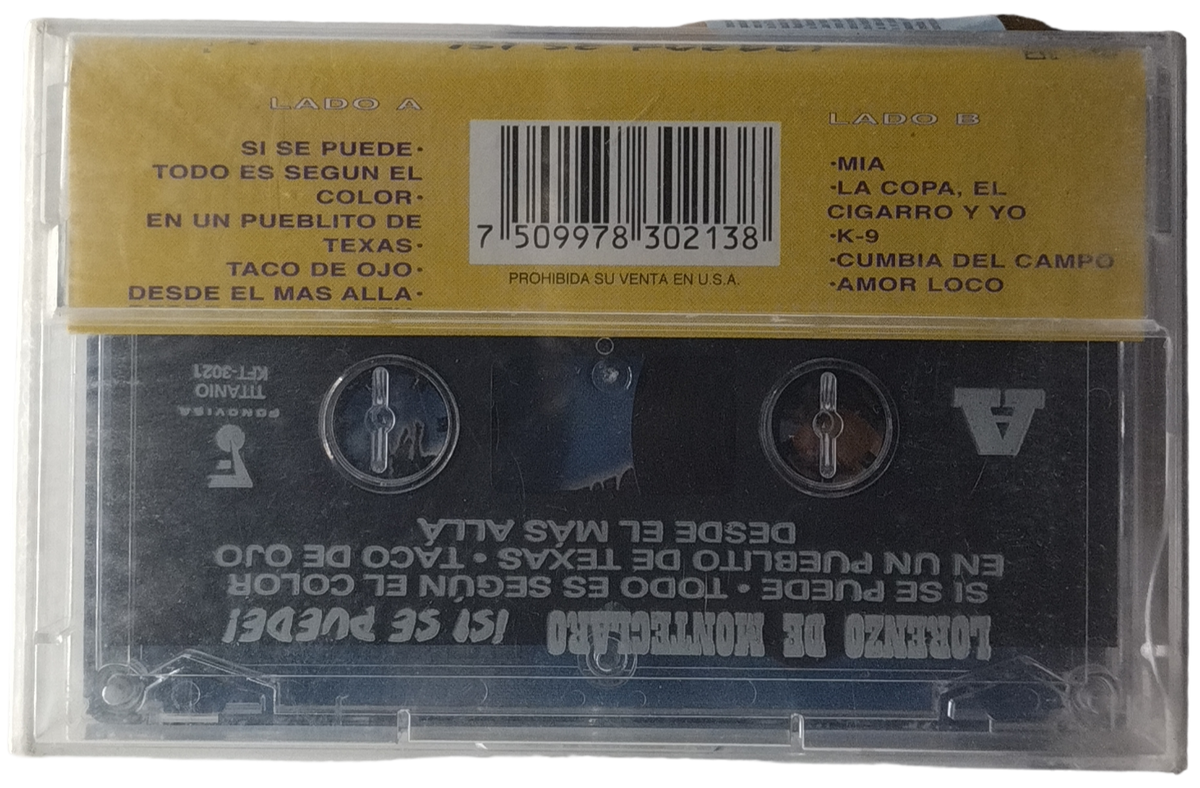 ¡SI SE PUEDE!
LADO A
SI SE PUEDE·
TODO ES SEGUN EL
COLOR·
EN UN PUEBLITO DE
TEXAS·
TACO DE OJO·
DESDE EL MAS ALLA·
7 509978 302138
PROHIBIDA SU VENTA EN U.S.A.
LADO B
·MIA
·LA COPA, EL
CIGARRO Y YO
·K-9
·CUMBIA DEL CAMPO
·AMOR LOCO
LORENZO DE MONTECLARO ¡SI SE PUEDE!
SI SE PUEDE • TODO ES SEGÚN EL COLOR
EN UN PUEBLITO DE TEXAS • TACO DE OJO
DESDE EL MÁS ALLÁ
A
F
FONOVISA
TITANIO
KFT-3021